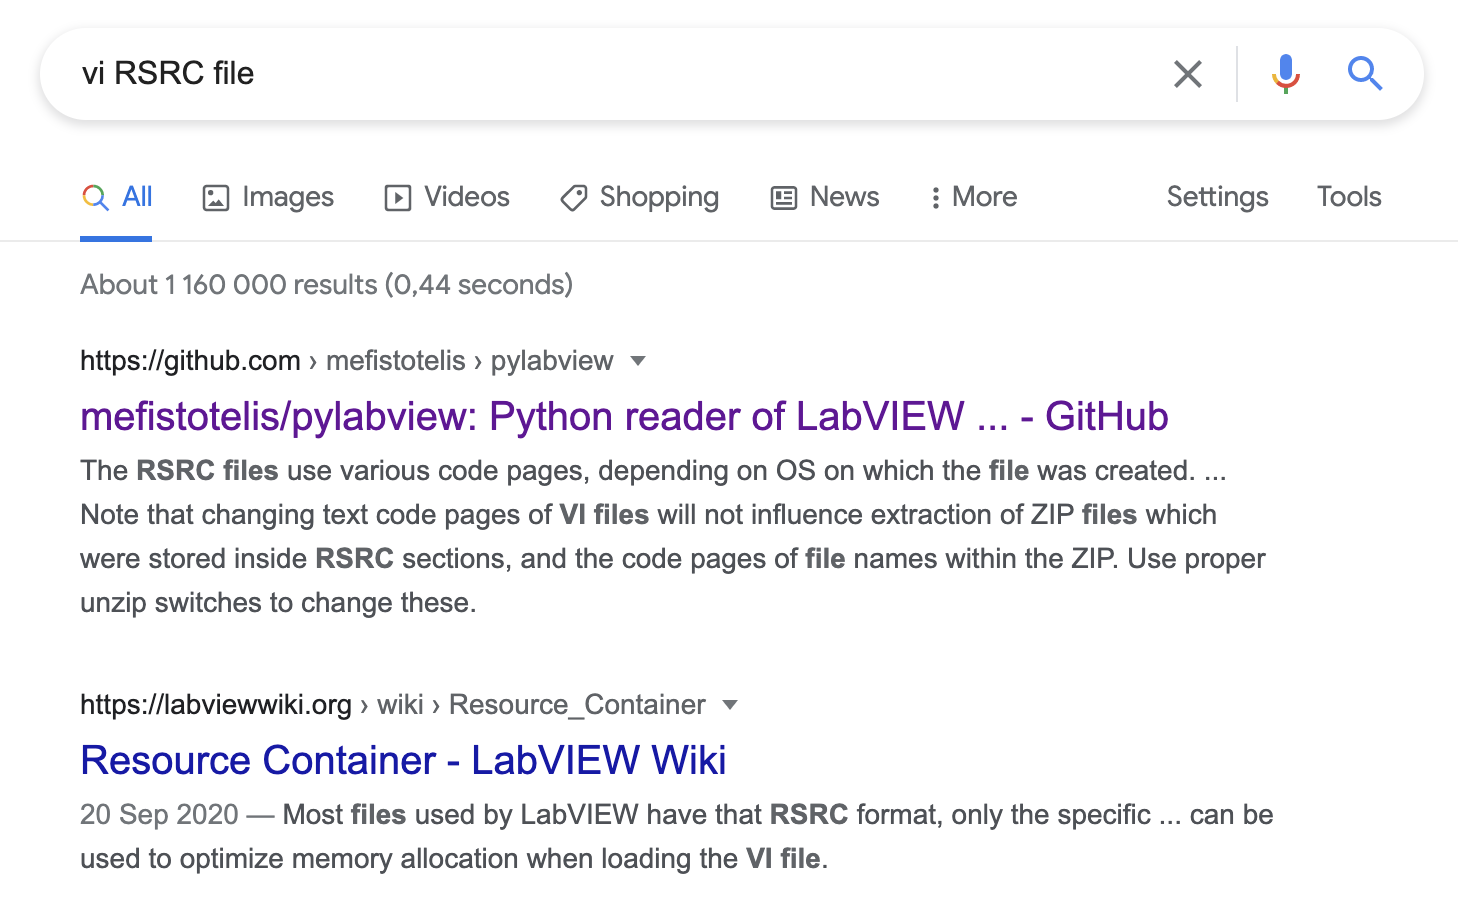 vi RSRC file
All Images Videos Shopping News More Settings Tools
About 1 160 000 results (0,44 seconds)
https://github.com › mefistotelis › pylabview
mefistotelis/pylabview: Python reader of LabVIEW ... - GitHub
The RSRC files use various code pages, depending on OS on which the file was created. ...
Note that changing text code pages of VI files will not influence extraction of ZIP files which
were stored inside RSRC sections, and the code pages of file names within the ZIP. Use proper
unzip switches to change these.
https://labviewwiki.org › wiki › Resource_Container
Resource Container - LabVIEW Wiki
20 Sep 2020 — Most files used by LabVIEW have that RSRC format, only the specific ... can be
used to optimize memory allocation when loading the VI file.